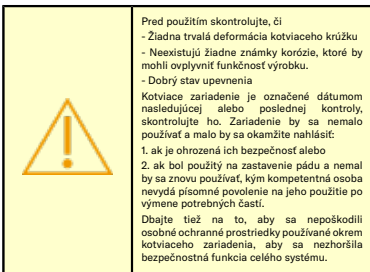 Pred použitím skontrolujte, či
- Žiadna trvalá deformácia kotviaceho krúžku
- Neexistujú žiadne známky korózie, ktoré by
mohli ovplyvniť funkčnosť výrobku.
- Dobrý stav upevnenia
Kotviace zariadenie je označené dátumom
nasledujúcej alebo poslednej kontroly,
skontrolujte ho. Zariadenie by sa nemalo
používať a malo by sa okamžite nahlásiť:
1. ak je ohrozená ich bezpečnosť alebo
2. ak bol použitý na zastavenie pádu a nemal
by sa znovu používať, kým kompetentná osoba
nevydá písomné povolenie na jeho použitie po
výmene potrebných častí.
Dbajte tiež na to, aby sa nepoškodili
osobné ochranné prostriedky používané okrem
kotviaceho zariadenia, aby sa nezhoršila
bezpečnostná funkcia celého systému.